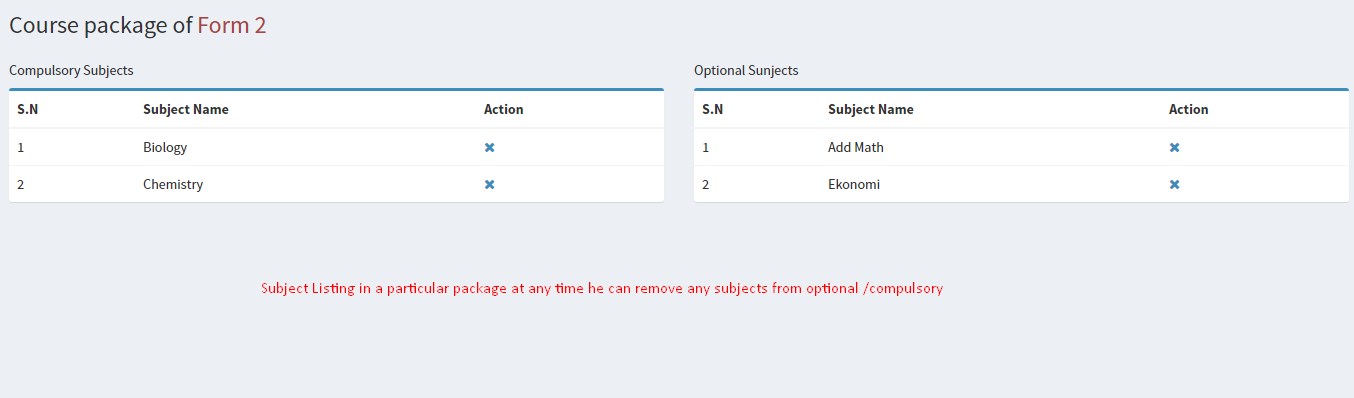 Course package of Form 2
Compulsory Subjects
S.N Subject Name Action
1 Biology
2 Chemistry
Optional Sunjects
S.N Subject Name Action
1 Add Math
2 Ekonomi
Subject Listing in a particular package at any time he can remove any subjects from optional /compulsory